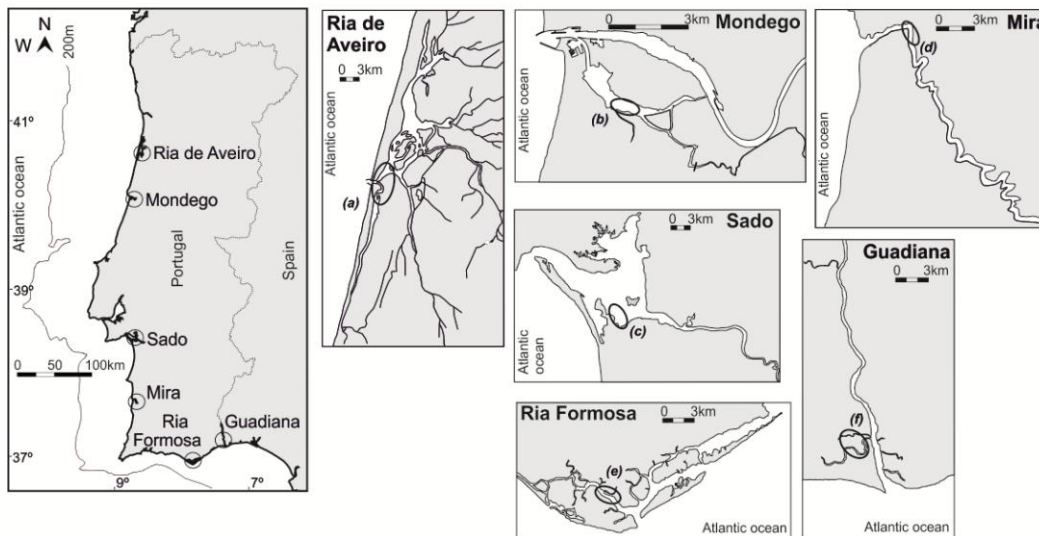 N
W
200m
Atlantic ocean
41º
39º
37º
9º
7º
Ria de Aveiro
Mondego
Portugal
Spain
Sado
0 50 100km
Mira
Ria
Formosa
Guadiana
Ria de
Aveiro
0 3km
Atlantic ocean
(a)
Mondego
0 3km
Atlantic ocean
(b)
Mira
0 3km
Atlantic ocean
(d)
Sado
0 3km
Atlantic
ocean
(c)
Guadiana
0 3km
(f)
Atlantic ocean
Ria Formosa
0 3km
(e)
Atlantic ocean